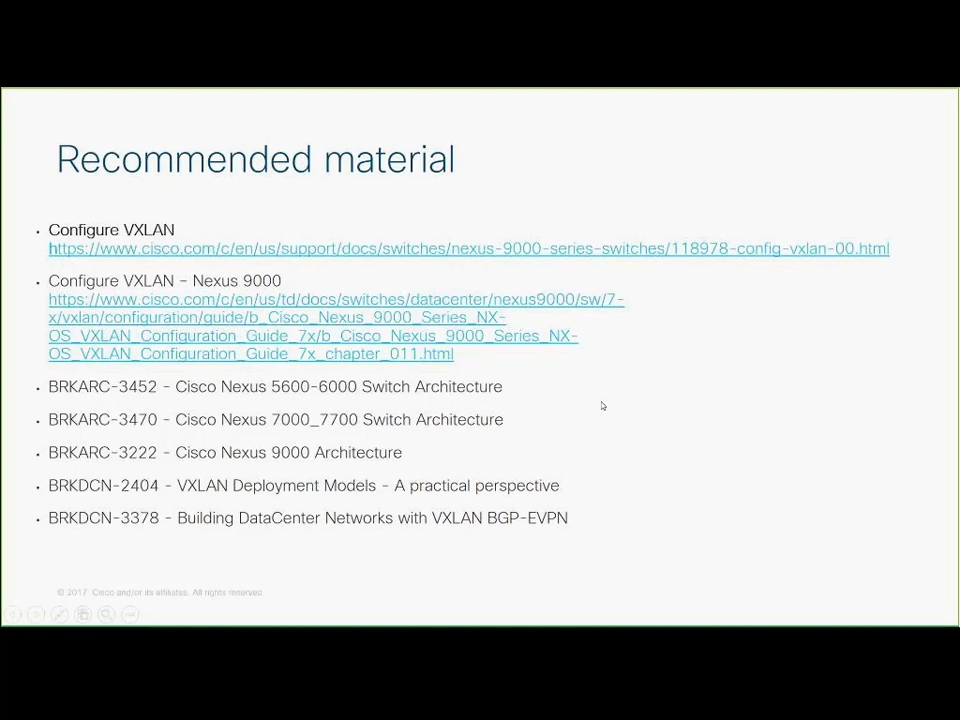 Recommended material
• Configure VXLAN
https://www.cisco.com/c/en/us/support/docs/switches/nexus-9000-series-switches/118978-config-vxlan-00.html
• Configure VXLAN – Nexus 9000
https://www.cisco.com/c/en/us/td/docs/switches/datacenter/nexus9000/sw/7-
x/vxlan/configuration/guide/b_Cisco_Nexus_9000_Series_NX-
OS_VXLAN_Configuration_Guide_7x/b_Cisco_Nexus_9000_Series_NX-
OS_VXLAN_Configuration_Guide_7x_chapter_011.html
• BRKARC-3452 - Cisco Nexus 5600-6000 Switch Architecture
• BRKARC-3470 - Cisco Nexus 7000_7700 Switch Architecture
• BRKARC-3222 - Cisco Nexus 9000 Architecture
• BRKDCN-2404 - VXLAN Deployment Models - A practical perspective
• BRKDCN-3378 - Building DataCenter Networks with VXLAN BGP-EVPN
© 2017 Cisco and/or its affiliates. All rights reserved.